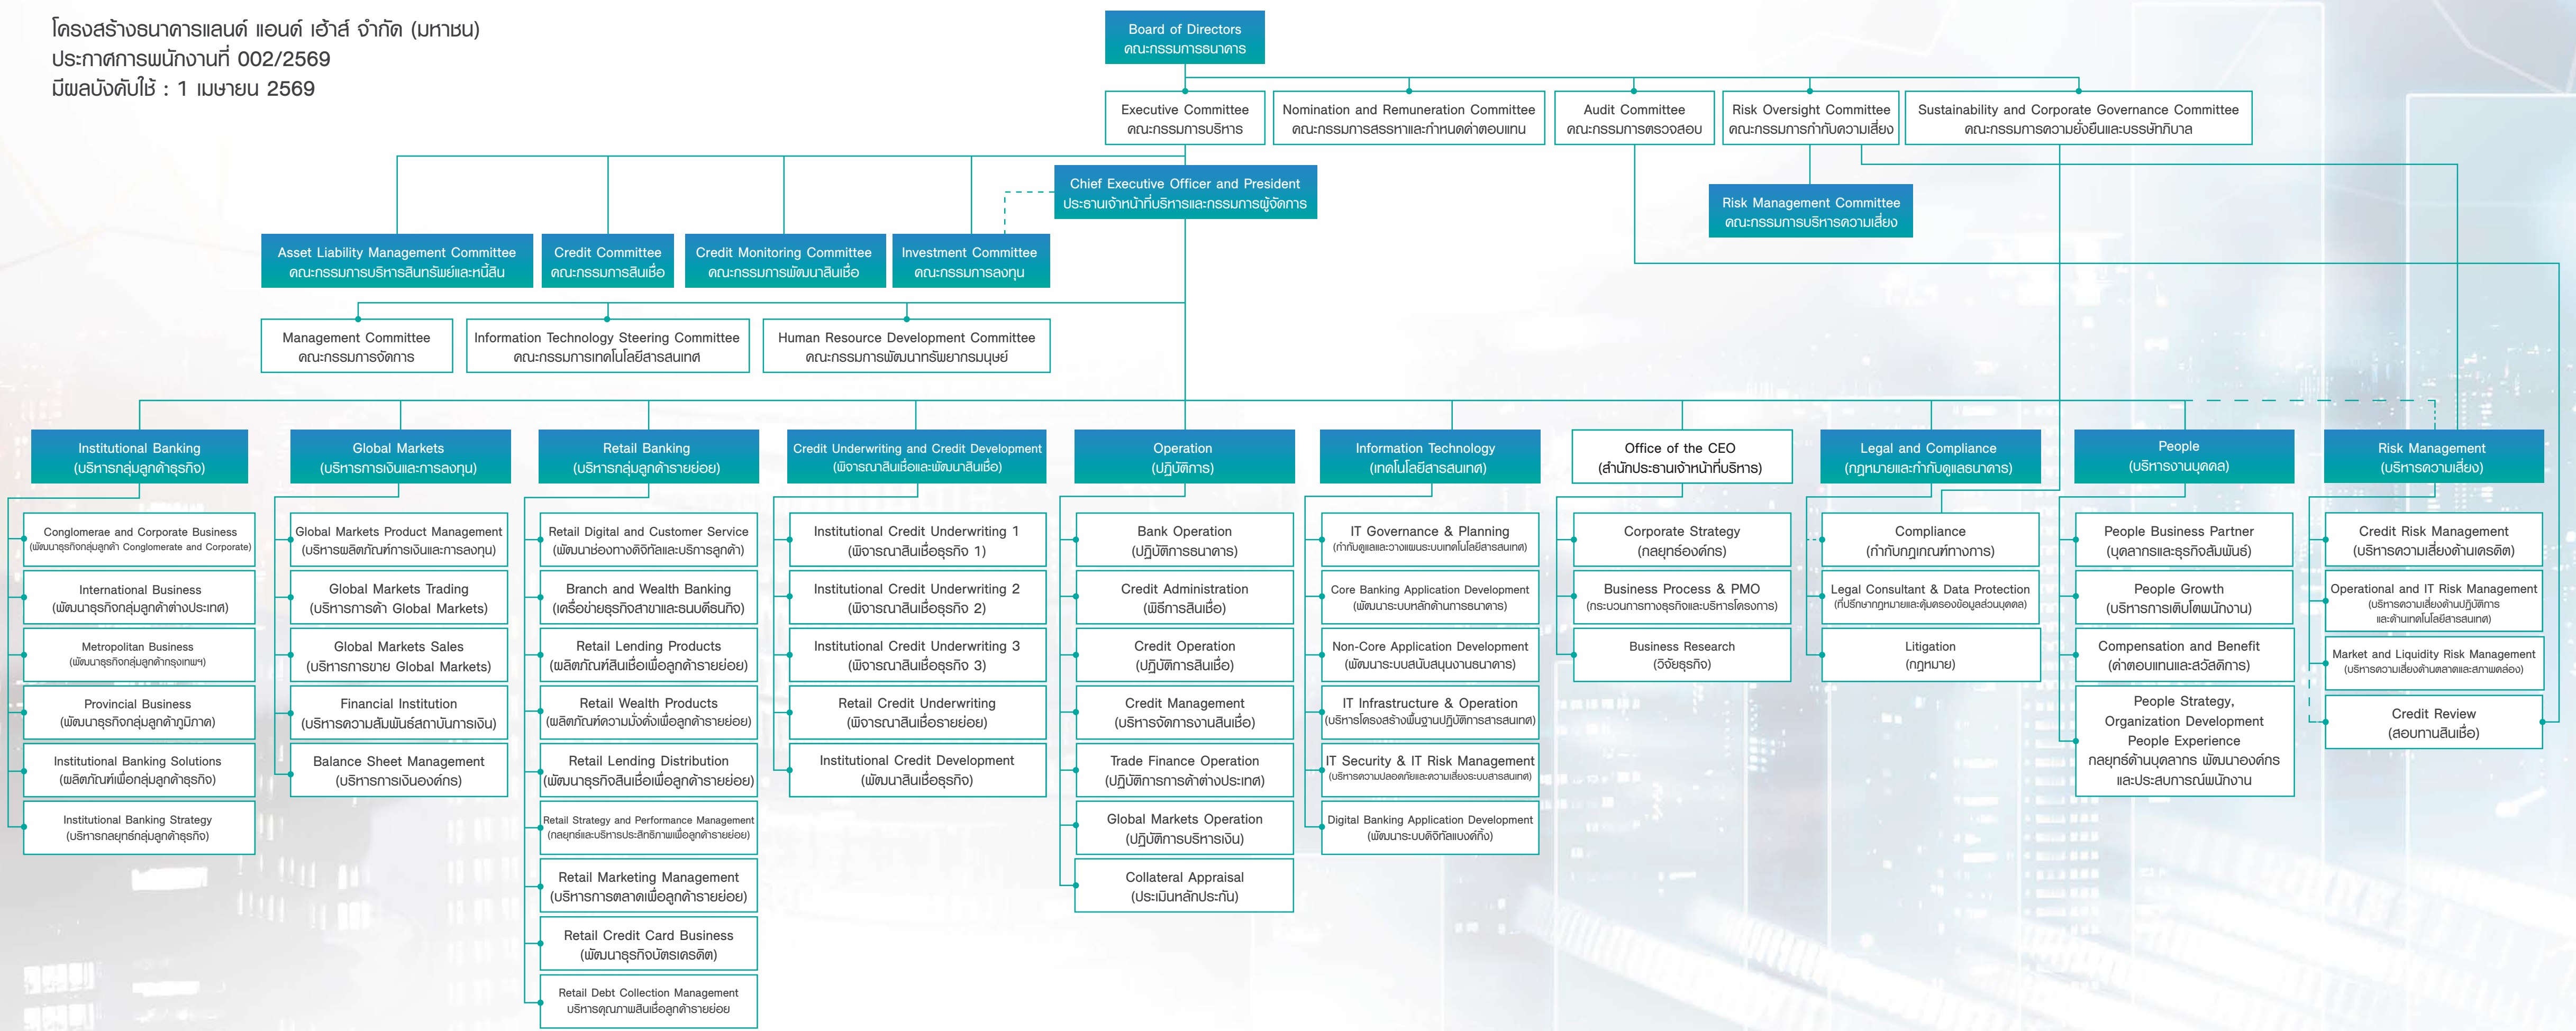 โครงสร้างธนาคารแลนด์ แอนด์ เฮ้าส์ จำกัด (มหาชน)
ประกาศการพนักงานที่ 002/2569
มีผลบังคับใช้ : 1 เมษายน 2569
Board of Directors
คณะกรรมการธนาคาร
Executive Committee
คณะกรรมการบริหาร
Nomination and Remuneration Committee
คณะกรรมการสรรหาและกำหนดค่าตอบแทน
Audit Committee
คณะกรรมการตรวจสอบ
Risk Oversight Committee
คณะกรรมการกำกับความเสี่ยง
Sustainability and Corporate Governance Committee
คณะกรรมการความยั่งยืนและบรรษัทภิบาล
Chief Executive Officer and President
ประธานเจ้าหน้าที่บริหารและกรรมการผู้จัดการ
Risk Management Committee
คณะกรรมการบริหารความเสี่ยง
Asset Liability Management Committee
คณะกรรมการบริหารสินทรัพย์และหนี้สิน
Credit Committee
คณะกรรมการสินเชื่อ
Credit Monitoring Committee
คณะกรรมการพัฒนาสินเชื่อ
Investment Committee
คณะกรรมการลงทุน
Management Committee
คณะกรรมการจัดการ
Information Technology Steering Committee
คณะกรรมการเทคโนโลยีสารสนเทศ
Human Resource Development Committee
คณะกรรมการพัฒนาทรัพยากรมนุษย์
Institutional Banking
(บริหารกลุ่มลูกค้าธุรกิจ)
Conglomerae and Corporate Business
(พัฒนาธุรกิจกลุ่มลูกค้า Conglomerate and Corporate)
International Business
(พัฒนาธุรกิจกลุ่มลูกค้าต่างประเทศ)
Metropolitan Business
(พัฒนาธุรกิจกลุ่มลูกค้ากรุงเทพฯ)
Provincial Business
(พัฒนาธุรกิจกลุ่มลูกค้าภูมิภาค)
Institutional Banking Solutions
(ผลิตภัณฑ์เพื่อกลุ่มลูกค้าธุรกิจ)
Institutional Banking Strategy
(บริหารกลยุทธ์กลุ่มลูกค้าธุรกิจ)
Global Markets
(บริหารการเงินและการลงทุน)
Global Markets Product Management
(บริหารผลิตภัณฑ์การเงินและการลงทุน)
Global Markets Trading
(บริหารการค้า Global Markets)
Global Markets Sales
(บริหารการขาย Global Markets)
Financial Institution
(บริหารความสัมพันธ์สถาบันการเงิน)
Balance Sheet Management
(บริหารการเงินองค์กร)
Retail Banking
(บริหารกลุ่มลูกค้ารายย่อย)
Retail Digital and Customer Service
(พัฒนาช่องทางดิจิทัลและบริการลูกค้า)
Branch and Wealth Banking
(เครือข่ายธุรกิจสาขาและธนบดีธนกิจ)
Retail Lending Products
(ผลิตภัณฑ์สินเชื่อเพื่อลูกค้ารายย่อย)
Retail Wealth Products
(ผลิตภัณฑ์ความมั่งคั่งเพื่อลูกค้ารายย่อย)
Retail Lending Distribution
(พัฒนาธุรกิจสินเชื่อเพื่อลูกค้ารายย่อย)
Retail Strategy and Performance Management
(กลยุทธ์และบริหารประสิทธิภาพเพื่อลูกค้ารายย่อย)
Retail Marketing Management
(บริหารการตลาดเพื่อลูกค้ารายย่อย)
Retail Credit Card Business
(พัฒนาธุรกิจบัตรเครดิต)
Retail Debt Collection Management
บริหารคุณภาพสินเชื่อลูกค้ารายย่อย
Credit Underwriting and Credit Development
(พิจารณาสินเชื่อและพัฒนาสินเชื่อ)
Institutional Credit Underwriting 1
(พิจารณาสินเชื่อธุรกิจ 1)
Institutional Credit Underwriting 2
(พิจารณาสินเชื่อธุรกิจ 2)
Institutional Credit Underwriting 3
(พิจารณาสินเชื่อธุรกิจ 3)
Retail Credit Underwriting
(พิจารณาสินเชื่อรายย่อย)
Institutional Credit Development
(พัฒนาสินเชื่อธุรกิจ)
Operation
(ปฏิบัติการ)
Bank Operation
(ปฏิบัติการธนาคาร)
Credit Administration
(พิธีการสินเชื่อ)
Credit Operation
(ปฏิบัติการสินเชื่อ)
Credit Management
(บริหารจัดการงานสินเชื่อ)
Trade Finance Operation
(ปฏิบัติการการค้าต่างประเทศ)
Global Markets Operation
(ปฏิบัติการบริหารเงิน)
Collateral Appraisal
(ประเมินหลักประกัน)
Information Technology
(เทคโนโลยีสารสนเทศ)
IT Governance & Planning
(กำกับดูแลและวางแผนระบบเทคโนโลยีสารสนเทศ)
Core Banking Application Development
(พัฒนาระบบหลักด้านการธนาคาร)
Non-Core Application Development
(พัฒนาระบบสนับสนุนงานธนาคาร)
IT Infrastructure & Operation
(บริหารโครงสร้างพื้นฐานปฏิบัติการสารสนเทศ)
IT Security & IT Risk Management
(บริหารความปลอดภัยและความเสี่ยงระบบสารสนเทศ)
Digital Banking Application Development
(พัฒนาระบบดิจิทัลแบงค์กิ้ง)
Office of the CEO
(สำนักประธานเจ้าหน้าที่บริหาร)
Corporate Strategy
(กลยุทธ์องค์กร)
Business Process & PMO
(กระบวนการทางธุรกิจและบริหารโครงการ)
Business Research
(วิจัยธุรกิจ)
Legal and Compliance
(กฎหมายและกำกับดูแลธนาคาร)
Compliance
(กำกับกฎเกณฑ์ทางการ)
Legal Consultant & Data Protection
(ที่ปรึกษากฎหมายและคุ้มครองข้อมูลส่วนบุคคล)
Litigation
(กฎหมาย)
People
(บริหารงานบุคคล)
People Business Partner
(บุคลากรและธุรกิจสัมพันธ์)
People Growth
(บริหารการเติบโตพนักงาน)
Compensation and Benefit
(ค่าตอบแทนและสวัสดิการ)
People Strategy,
Organization Development
People Experience
กลยุทธ์ด้านบุคลากร พัฒนาองค์กร
และประสบการณ์พนักงาน
Risk Management
(บริหารความเสี่ยง)
Credit Risk Management
(บริหารความเสี่ยงด้านเครดิต)
Operational and IT Risk Management
(บริหารความเสี่ยงด้านปฏิบัติการ
และด้านเทคโนโลยีสารสนเทศ)
Market and Liquidity Risk Management
(บริหารความเสี่ยงด้านตลาดและสภาพคล่อง)
Credit Review
(สอบทานสินเชื่อ)